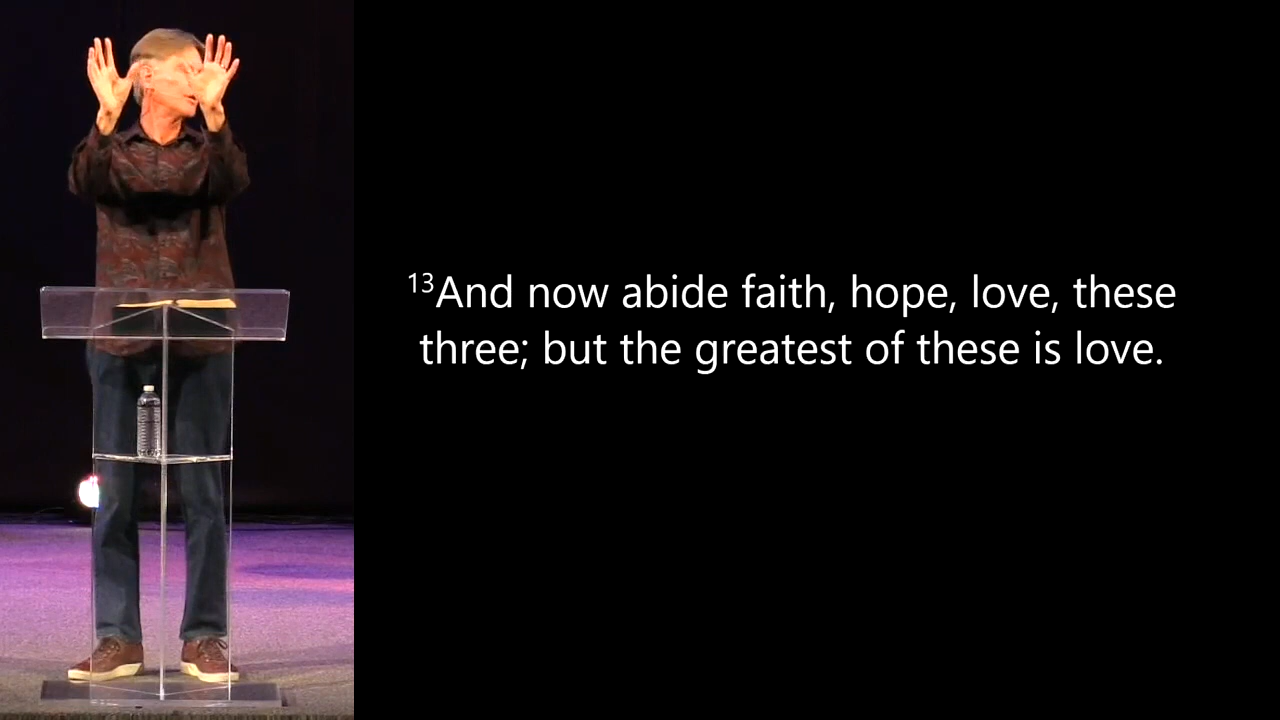 13And now abide faith, hope, love, these
three; but the greatest of these is love.